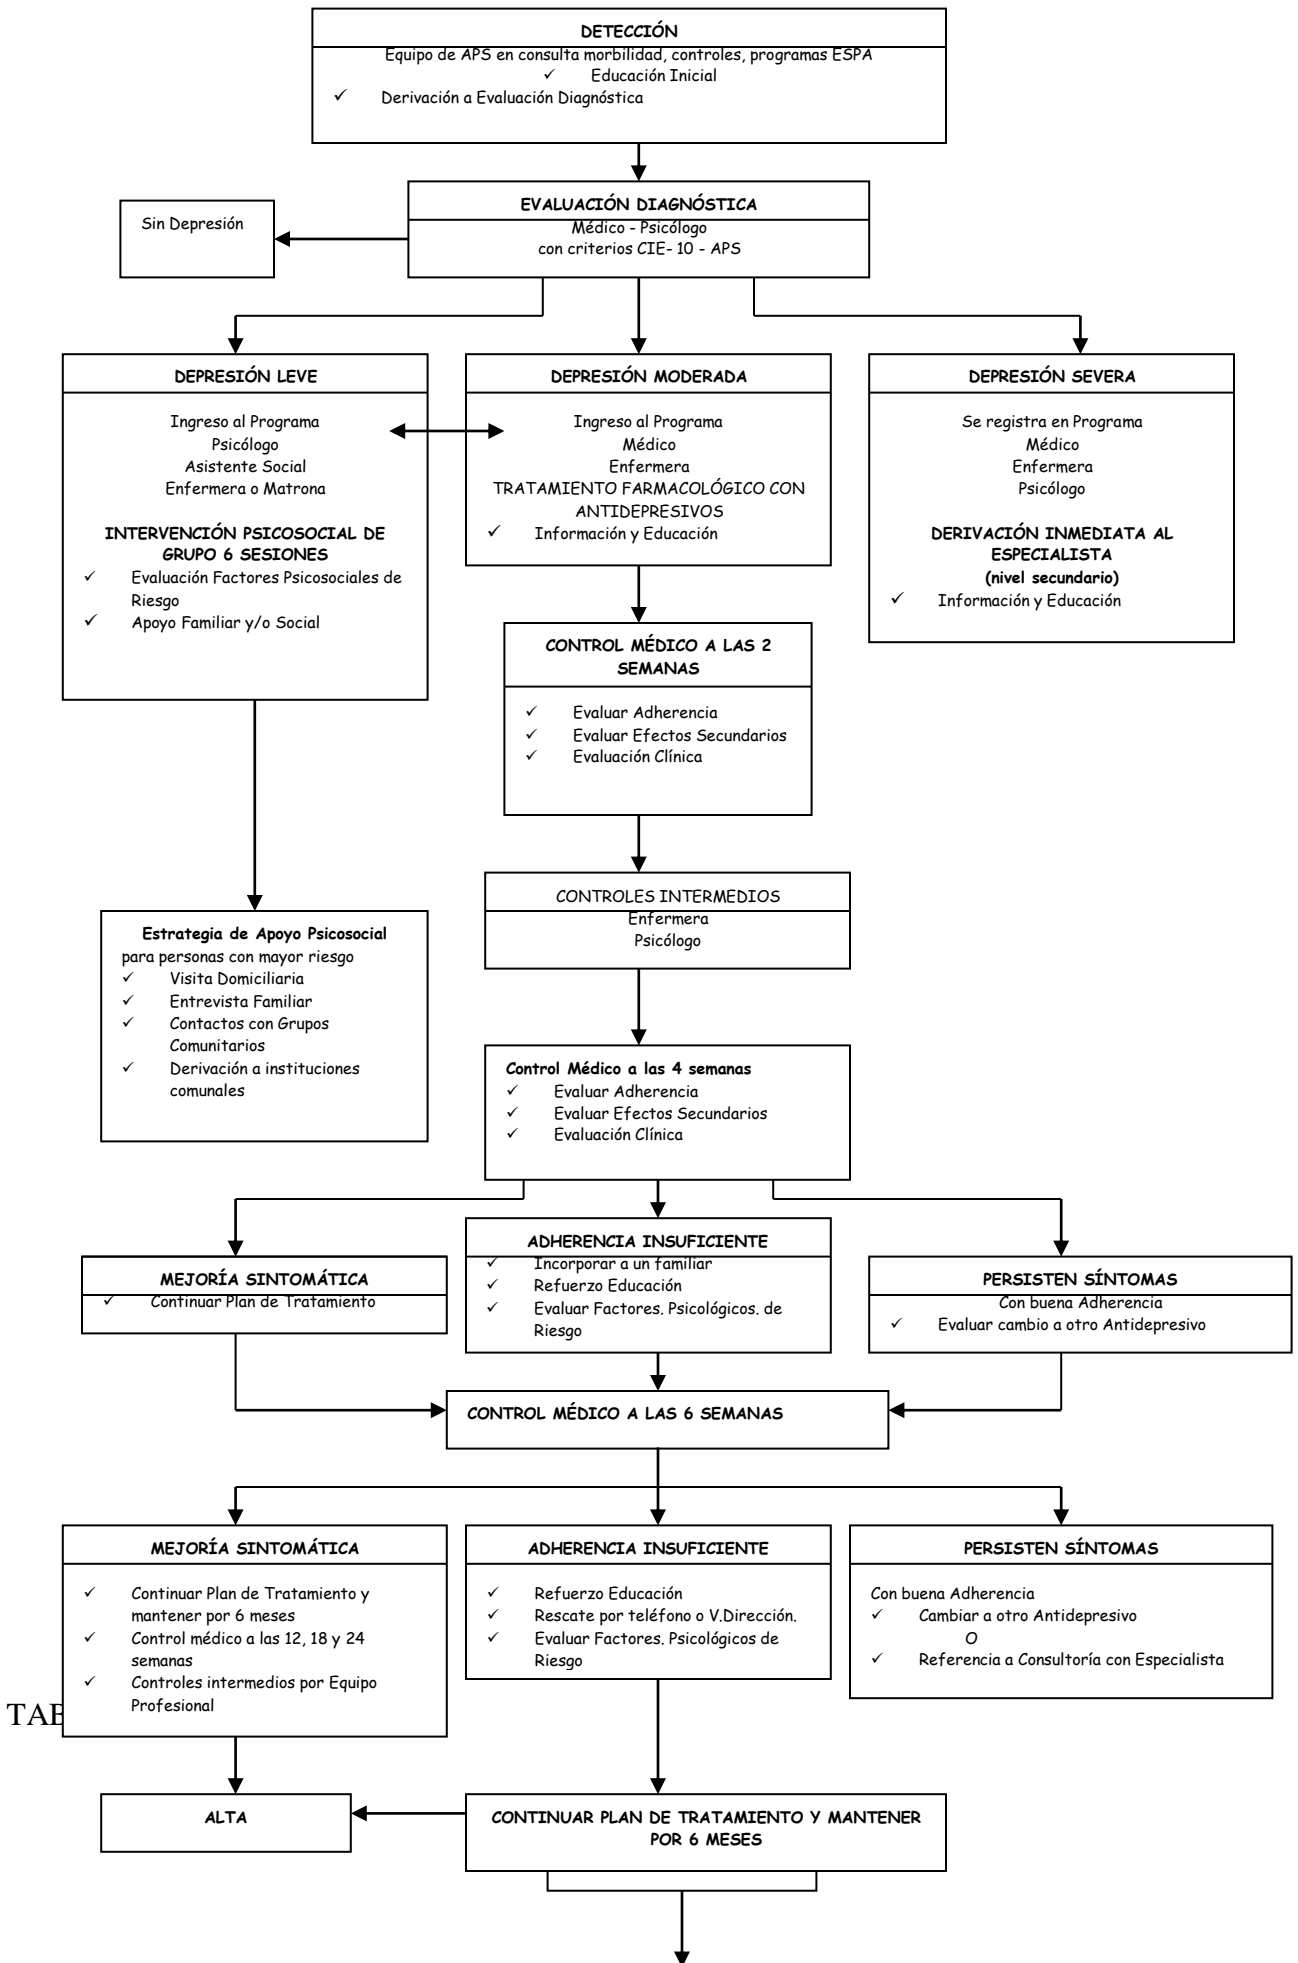 DETECCIÓN
Equipo de APS en consulta morbilidad, controles, programas ESPA
✓ Educación Inicial
✓ Derivación a Evaluación Diagnóstica
EVALUACIÓN DIAGNÓSTICA
Médico - Psicólogo
con criterios CIE- 10 - APS
Sin Depresión
DEPRESIÓN LEVE
Ingreso al Programa
Psicólogo
Asistente Social
Enfermera o Matrona
INTERVENCIÓN PSICOSOCIAL DE
GRUPO 6 SESIONES
✓ Evaluación Factores Psicosociales de
Riesgo
✓ Apoyo Familiar y/o Social
DEPRESIÓN MODERADA
Ingreso al Programa
Médico
Enfermera
TRATAMIENTO FARMACOLÓGICO CON
ANTIDEPRESIVOS
✓ Información y Educación
DEPRESIÓN SEVERA
Se registra en Programa
Médico
Enfermera
Psicólogo
DERIVACIÓN INMEDIATA AL
ESPECIALISTA
(nivel secundario)
✓ Información y Educación
CONTROL MÉDICO A LAS 2
SEMANAS
✓ Evaluar Adherencia
✓ Evaluar Efectos Secundarios
✓ Evaluación Clínica
CONTROLES INTERMEDIOS
Enfermera
Psicólogo
Estrategia de Apoyo Psicosocial
para personas con mayor riesgo
✓ Visita Domiciliaria
✓ Entrevista Familiar
✓ Contactos con Grupos
Comunitarios
✓ Derivación a instituciones
comunales
Control Médico a las 4 semanas
✓ Evaluar Adherencia
✓ Evaluar Efectos Secundarios
✓ Evaluación Clínica
MEJORÍA SINTOMÁTICA
✓ Continuar Plan de Tratamiento
ADHERENCIA INSUFICIENTE
✓ Incorporar a un familiar
✓ Refuerzo Educación
✓ Evaluar Factores. Psicológicos. de
Riesgo
PERSISTEN SÍNTOMAS
Con buena Adherencia
✓ Evaluar cambio a otro Antidepresivo
CONTROL MÉDICO A LAS 6 SEMANAS
MEJORÍA SINTOMÁTICA
✓ Continuar Plan de Tratamiento y
mantener por 6 meses
✓ Control médico a las 12, 18 y 24
semanas
✓ Controles intermedios por Equipo
Profesional
ADHERENCIA INSUFICIENTE
✓ Refuerzo Educación
✓ Rescate por teléfono o V.Dirección.
✓ Evaluar Factores. Psicológicos de
Riesgo
PERSISTEN SÍNTOMAS
Con buena Adherencia
✓ Cambiar a otro Antidepresivo
O
✓ Referencia a Consultoría con Especialista
ALTA
CONTINUAR PLAN DE TRATAMIENTO Y MANTENER
POR 6 MESES